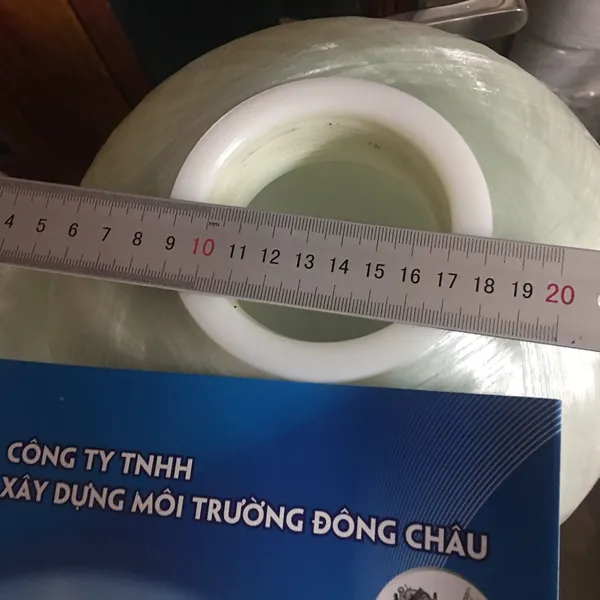 4 5 6 7 8 9 10 11 12 13 14 15 16 17 18 19 20
mm
CÔNG TY TNHH
XÂY DỰNG MÔI TRƯỜNG ĐÔNG CHÂU